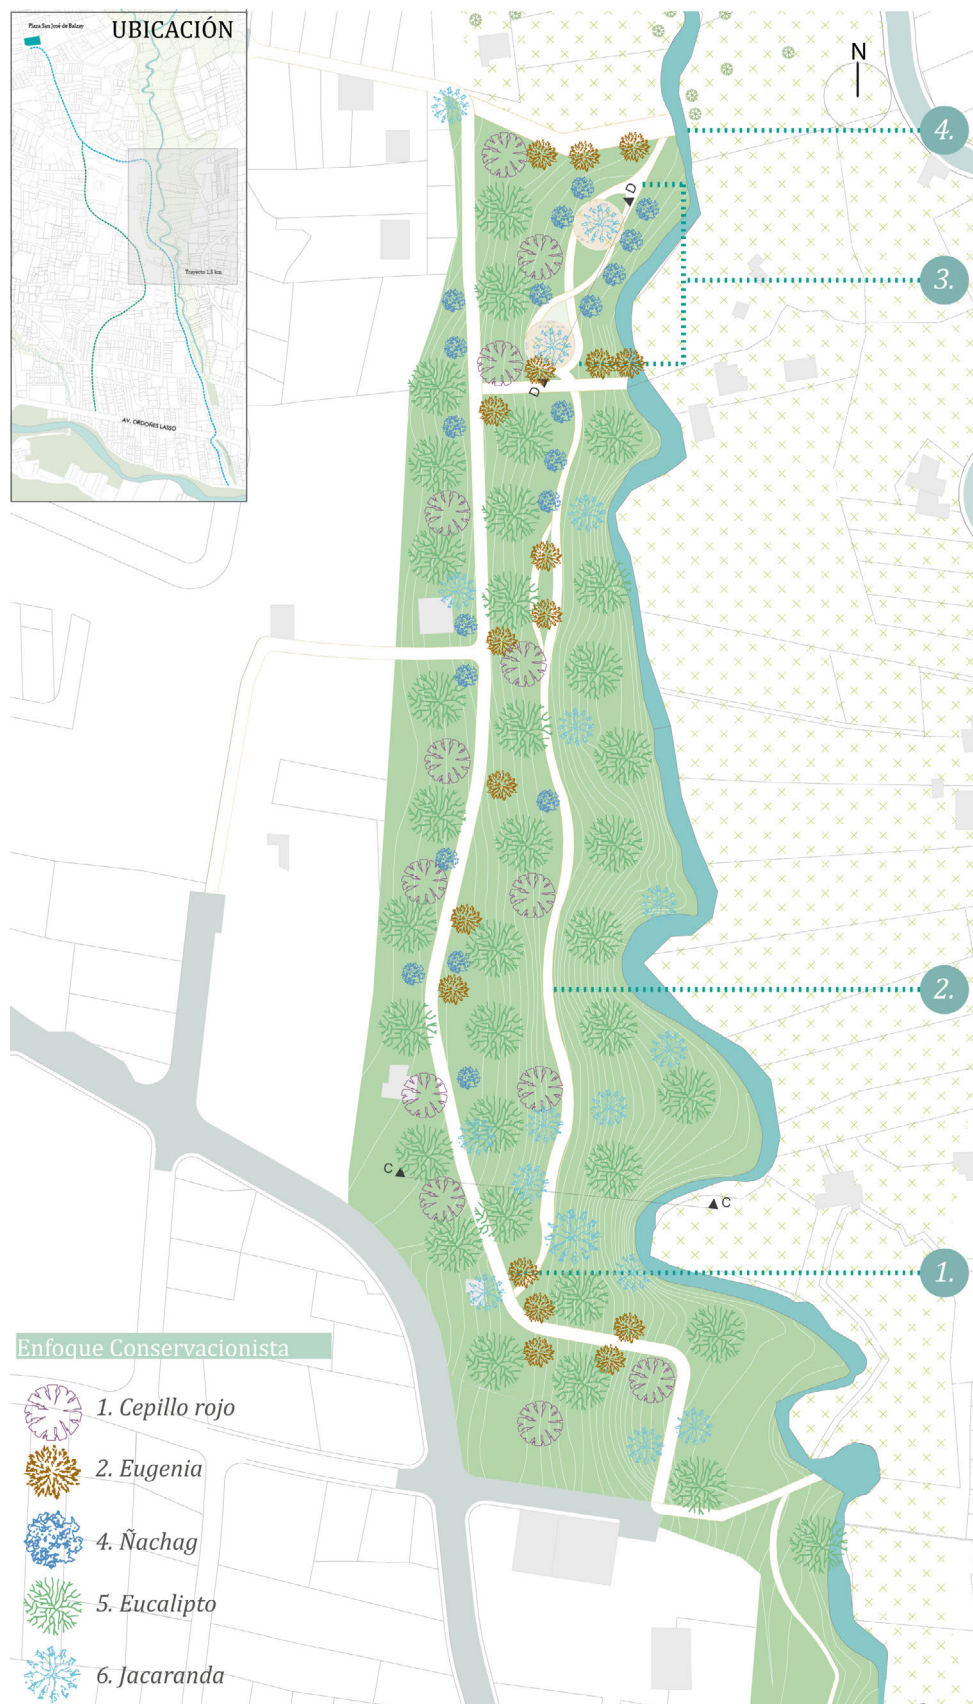 Plaza San José de Balzay
UBICACIÓN
Trayecto 1,5 km
AV. ORDOÑES LASSO
N
4.
D
3.
D
2.
C
C
1.
Enfoque Conservacionista
1. Cepillo rojo
2. Eugenia
4. Ñachag
5. Eucalipto
6. Jacaranda